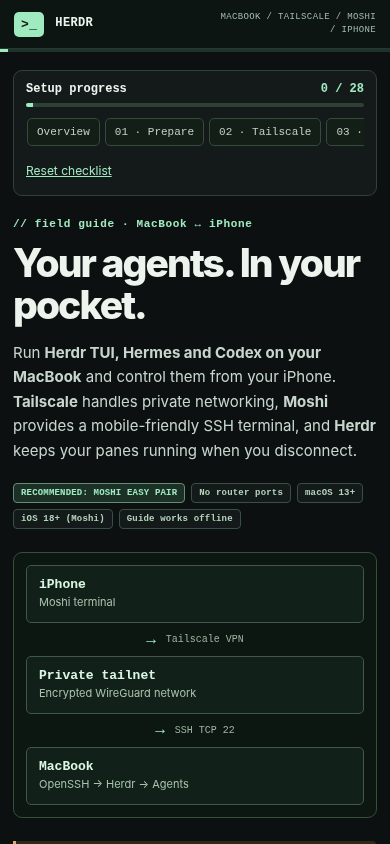 >_ HERDR
MACBOOK / TAILSCALE / MOSHI
/ IPHONE
Setup progress 0 / 28
Overview 01 · Prepare 02 · Tailscale 03 ·
Reset checklist
// field guide · MacBook ↔ iPhone
Your agents. In your
pocket.
Run Herdr TUI, Hermes and Codex on your
MacBook and control them from your iPhone.
Tailscale handles private networking, Moshi
provides a mobile-friendly SSH terminal, and Herdr
keeps your panes running when you disconnect.
RECOMMENDED: MOSHI EASY PAIR No router ports macOS 13+
iOS 18+ (Moshi) Guide works offline
iPhone
Moshi terminal
→ Tailscale VPN
Private tailnet
Encrypted WireGuard network
→ SSH TCP 22
MacBook
OpenSSH → Herdr → Agents